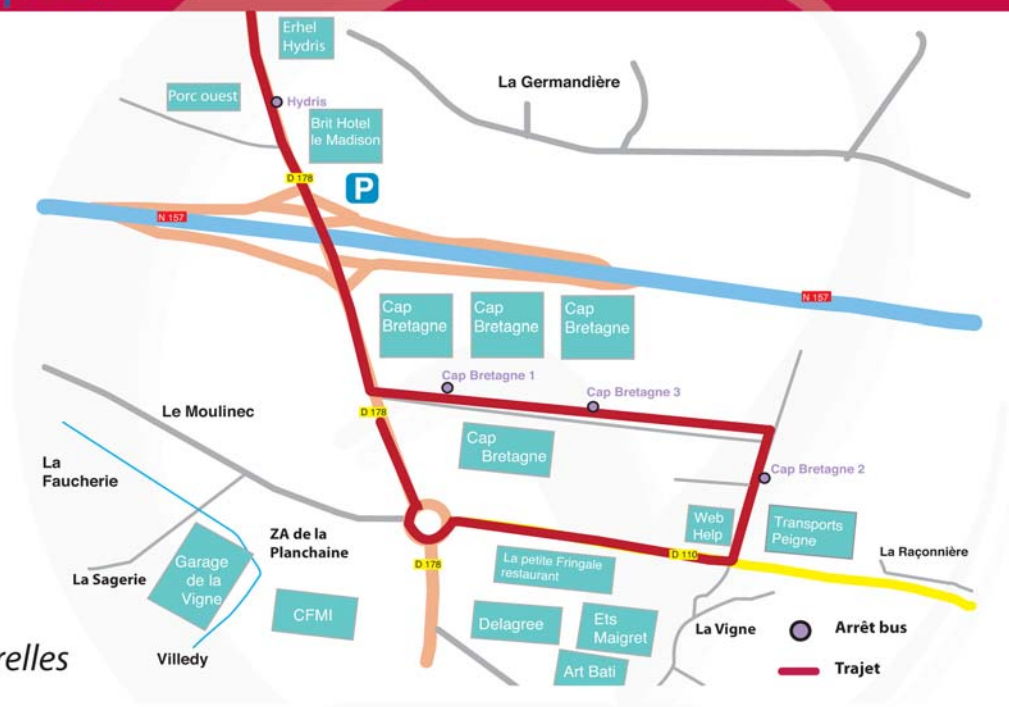 Erhel
Hydris
La Germandière
Porc ouest
Hydris
Brit Hotel
le Madison
D 178
P
N 157
N 157
Cap
Bretagne
Cap
Bretagne
Cap
Bretagne
Cap Bretagne 1
Cap Bretagne 3
Le Moulinec
D 178
Cap
Bretagne
La
Faucherie
Cap Bretagne 2
Web
Help
Transports
Peigne
ZA de la
Planchaine
D 178
La petite Fringale
restaurant
D 110
La Raçonnière
La Sagerie
Garage
de la
Vigne
CFMI
Delagree
Ets
Maigret
La Vigne
Arrêt bus
relles
Villedy
Art Bati
Trajet